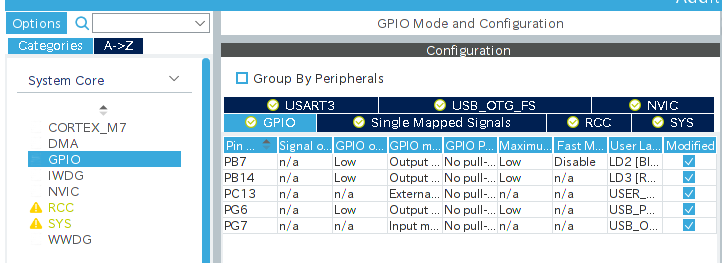 Options
Categories A->Z
System Core
CORTEX_M7
DMA
GPIO
IWDG
NVIC
RCC
SYS
WWDG
GPIO Mode and Configuration
Configuration
Group By Peripherals
USART3 USB_OTG_FS NVIC
GPIO Single Mapped Signals RCC SYS
Pin ... Signal o... GPIO o... GPIO m... GPIO P... Maximu... Fast M... User La... Modified
PB7 n/a Low Output ... No pull-... Low Disable LD2 [Bl...
PB14 n/a Low Output ... No pull-... Low n/a LD3 [R...
PC13 n/a n/a Externa... No pull-... n/a n/a USER_...
PG6 n/a Low Output ... No pull-... Low n/a USB_P...
PG7 n/a n/a Input m... No pull-... n/a n/a USB_O...